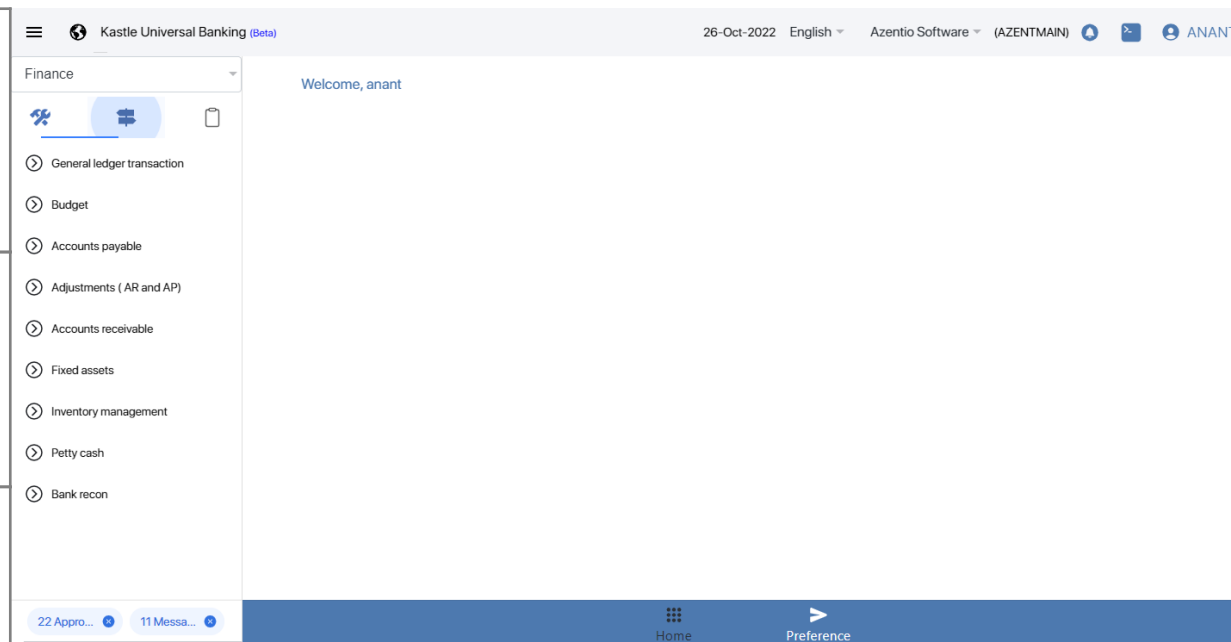 Kastle Universal Banking (Beta)
26-Oct-2022 English Azentio Software (AZENTMAIN) ANANT
Finance
Welcome, anant
General ledger transaction
Budget
Accounts payable
Adjustments ( AR and AP)
Accounts receivable
Fixed assets
Inventory management
Petty cash
Bank recon
22 Appro... 11 Messa...
Home Preference